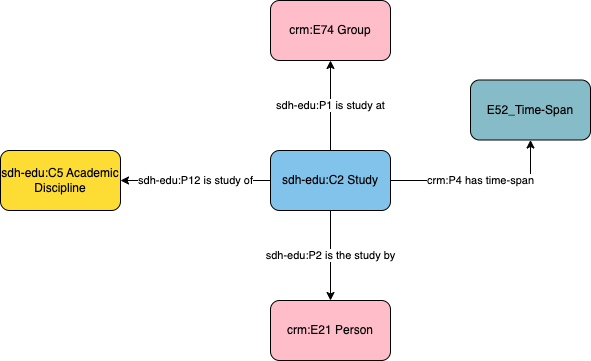 crm:E74 Group
sdh-edu:P1 is study at
E52_Time-Span
sdh-edu:C5 Academic
Discipline
sdh-edu:P12 is study of
sdh-edu:C2 Study
crm:P4 has time-span
sdh-edu:P2 is the study by
crm:E21 Person